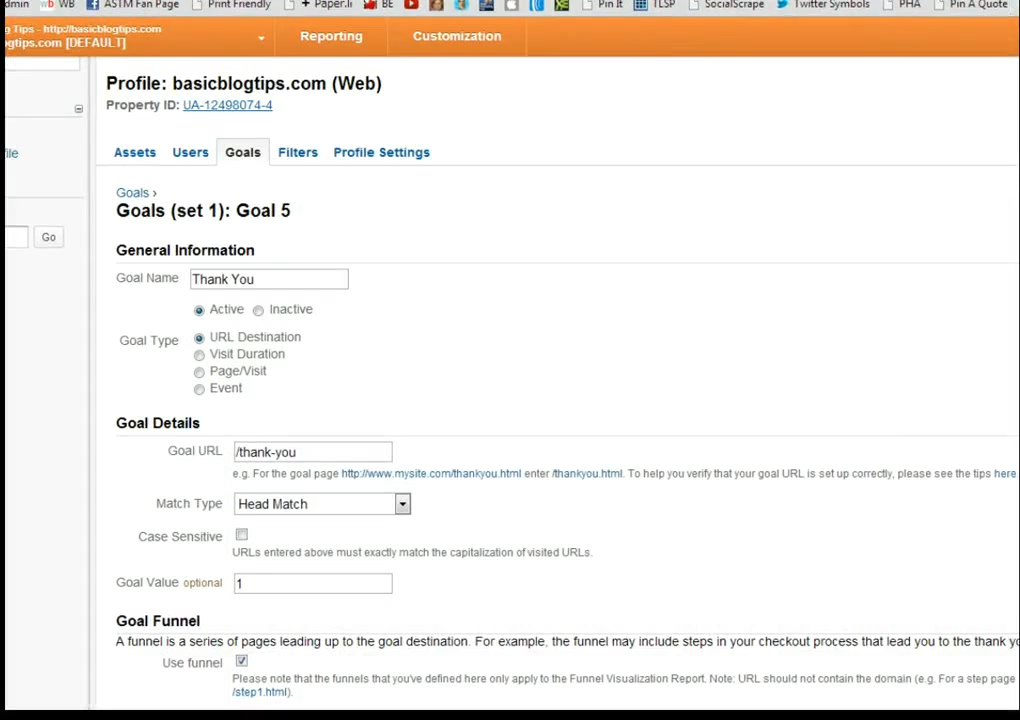 dmin WB ASTM Fan Page Print Friendly + Paper.li BE Pin It TLSP SocialScrape Twitter Symbols PHA Pin A Quote
g Tips - http://basicblogtips.com
ogtips.com [DEFAULT] Reporting Customization
Profile: basicblogtips.com (Web)
Property ID: UA-12498074-4
file
Assets Users Goals Filters Profile Settings
Goals ›
Goals (set 1): Goal 5
Go
General Information
Goal Name Thank You
Active Inactive
Goal Type URL Destination
Visit Duration
Page/Visit
Event
Goal Details
Goal URL /thank-you
e.g. For the goal page http://www.mysite.com/thankyou.html enter /thankyou.html. To help you verify that your goal URL is set up correctly, please see the tips here
Match Type Head Match
Case Sensitive
URLs entered above must exactly match the capitalization of visited URLs.
Goal Value optional 1
Goal Funnel
A funnel is a series of pages leading up to the goal destination. For example, the funnel may include steps in your checkout process that lead you to the thank yo
Use funnel
Please note that the funnels that you've defined here only apply to the Funnel Visualization Report. Note: URL should not contain the domain (e.g. For a step page
/step1.html).